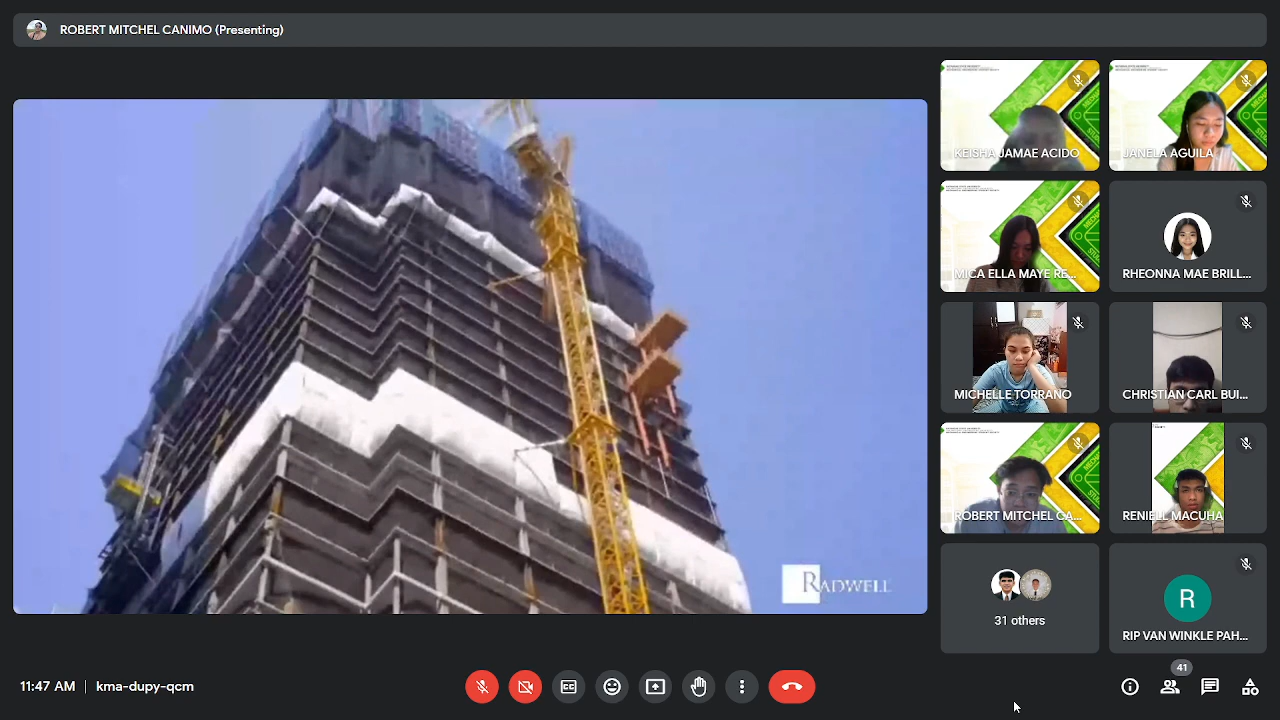 ROBERT MITCHEL CANIMO (Presenting)
RADWELL
KEISHA JAMAE ACIDO
JANELA AGUILA
MICA ELLA MAYE RE...
RHEONNA MAE BRILL...
MICHELLE TORRANO
CHRISTIAN CARL BUI...
ROBERT MITCHEL CA...
RENIELL MACUHA
31 others
R
RIP VAN WINKLE PAH...
11:47 AM
kma-dupy-qcm
41